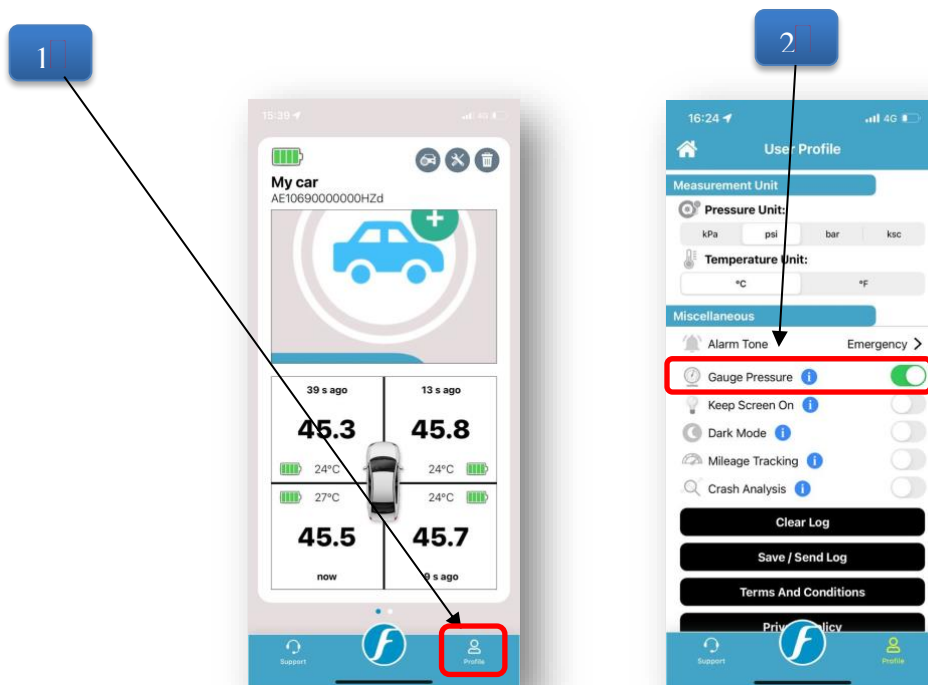 1
2
15:39
4G
My car
AE10690000000HZd
39 s ago
13 s ago
45.3
45.8
24°C
24°C
27°C
24°C
45.5
45.7
now
9 s ago
Support
Profile
16:24
4G
User Profile
Measurement Unit
Pressure Unit:
kPa psi bar ksc
Temperature Unit:
°C °F
Miscellaneous
Alarm Tone Emergency
Gauge Pressure
Keep Screen On
Dark Mode
Mileage Tracking
Crash Analysis
Clear Log
Save / Send Log
Terms And Conditions
Support
Profile